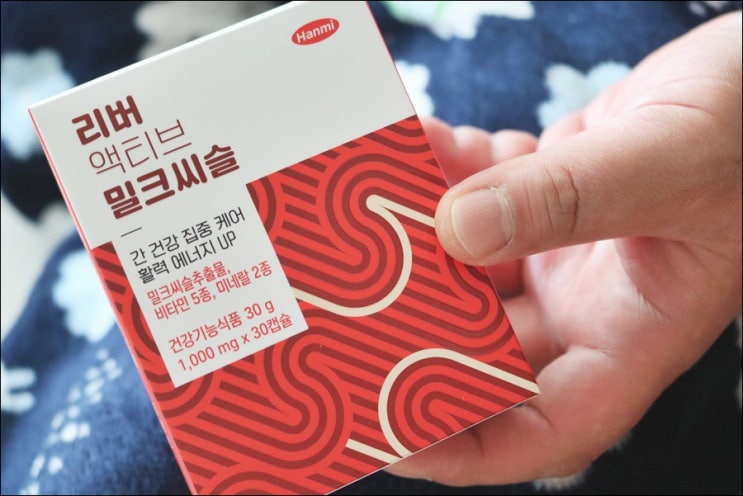 Hanmi
리버
액티브
밀크씨슬
간 건강 집중 케어
활력 에너지 UP
밀크씨슬추출물,
비타민 5종, 미네랄 2종
건강기능식품 30 g
1,000 mg x 30캡슐